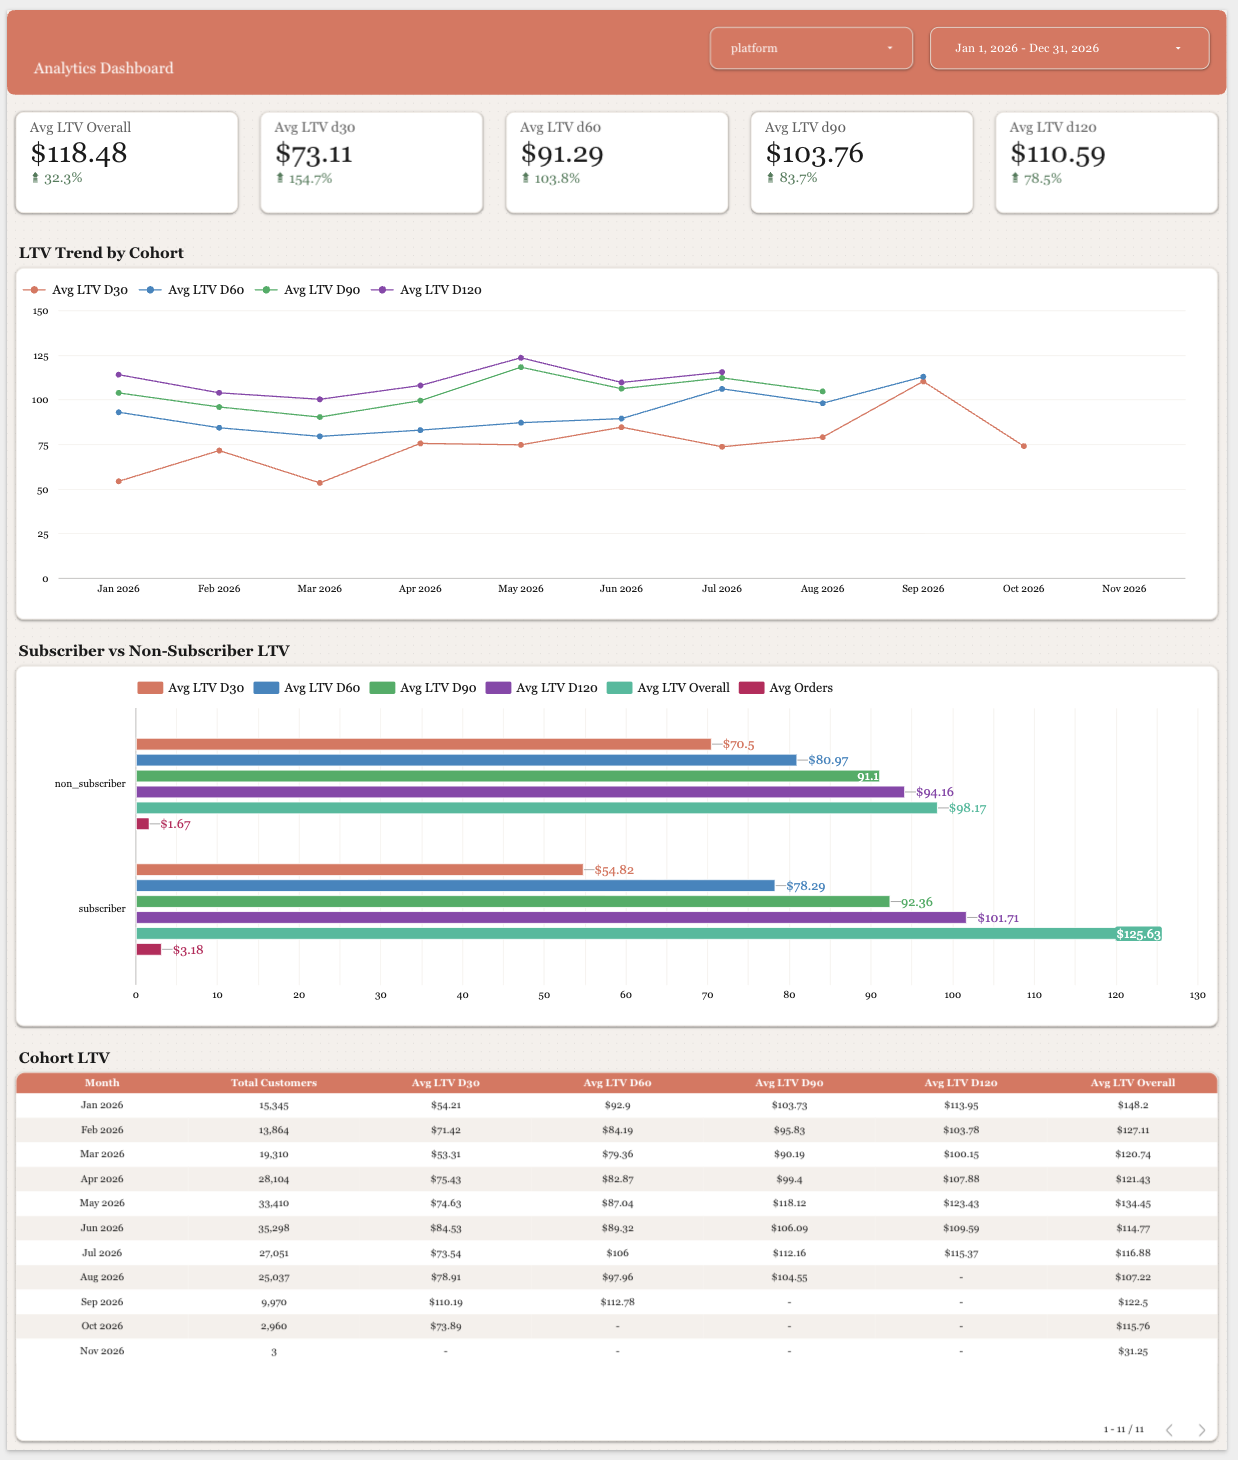 Analytics Dashboard
platform
Jan 1, 2026 - Dec 31, 2026
Avg LTV Overall
$118.48
32.3%
Avg LTV d30
$73.11
154.7%
Avg LTV d60
$91.29
103.8%
Avg LTV d90
$103.76
83.7%
Avg LTV d120
$110.59
78.5%
LTV Trend by Cohort
Avg LTV D30 Avg LTV D60 Avg LTV D90 Avg LTV D120
150
125
100
75
50
25
0
Jan 2026 Feb 2026 Mar 2026 Apr 2026 May 2026 Jun 2026 Jul 2026 Aug 2026 Sep 2026 Oct 2026 Nov 2026
Subscriber vs Non-Subscriber LTV
Avg LTV D30 Avg LTV D60 Avg LTV D90 Avg LTV D120 Avg LTV Overall Avg Orders
non_subscriber
$70.5
$80.97
91.1
$94.16
$98.17
$1.67
subscriber
$54.82
$78.29
92.36
$101.71
$125.63
$3.18
0 10 20 30 40 50 60 70 80 90 100 110 120 130
Cohort LTV
Month Total Customers Avg LTV D30 Avg LTV D60 Avg LTV D90 Avg LTV D120 Avg LTV Overall
Jan 2026 15,345 $54.21 $92.9 $103.73 $113.95 $148.2
Feb 2026 13,864 $71.42 $84.19 $95.83 $103.78 $127.11
Mar 2026 19,310 $53.31 $79.36 $90.19 $100.15 $120.74
Apr 2026 28,104 $75.43 $82.87 $99.4 $107.88 $121.43
May 2026 33,410 $74.63 $87.04 $118.12 $123.43 $134.45
Jun 2026 35,298 $84.53 $89.32 $106.09 $109.59 $114.77
Jul 2026 27,051 $73.54 $106 $112.16 $115.37 $116.88
Aug 2026 25,037 $78.91 $97.96 $104.55 - $107.22
Sep 2026 9,970 $110.19 $112.78 - - $122.5
Oct 2026 2,960 $73.89 - - - $115.76
Nov 2026 3 - - - - $31.25
1 - 11 / 11